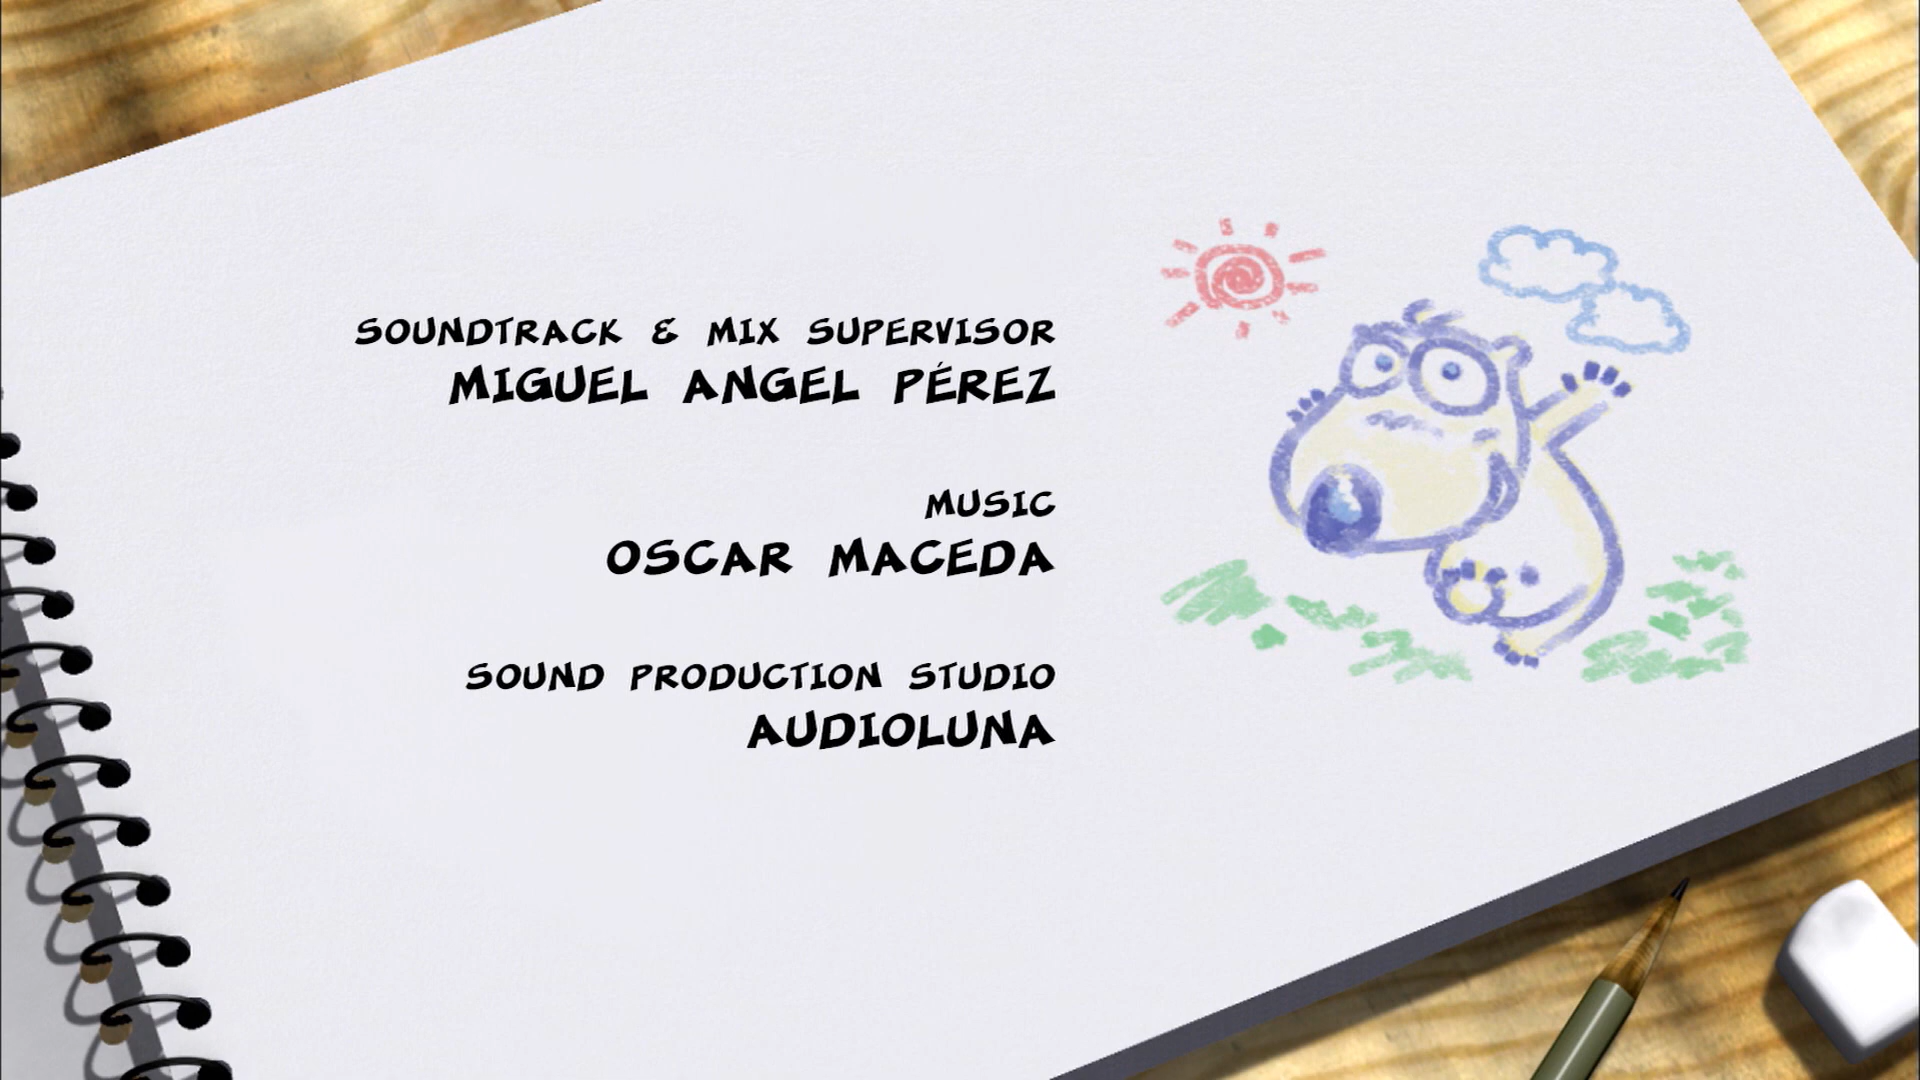 SOUNDTRACK & MIX SUPERVISOR
MIGUEL ANGEL PÉREZ
MUSIC
OSCAR MACEDA
SOUND PRODUCTION STUDIO
AUDIOLUNA